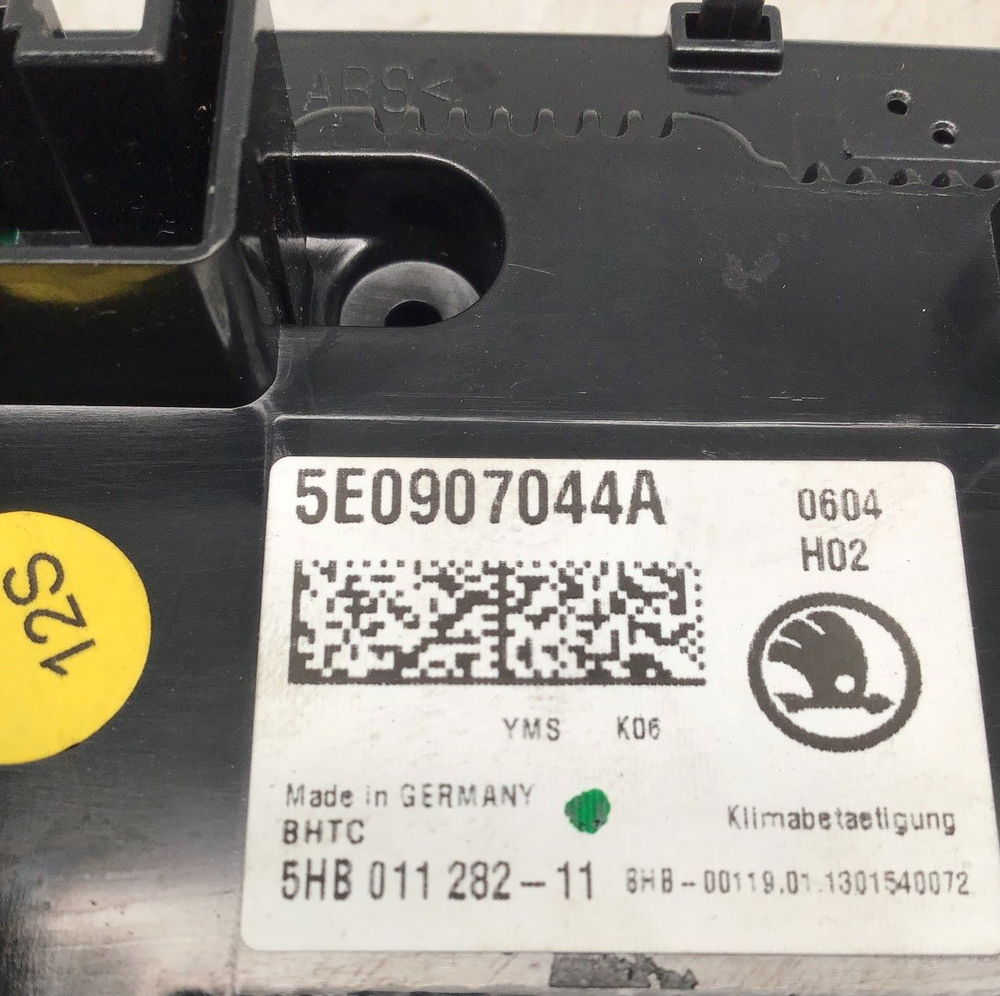 ARS<
5E0907044A
0604
H02
12S
YMS K06
Made in GERMANY
BHTC
Klimabetaetigung
5HB 011 282-11
8HB-00119.01.1301540072